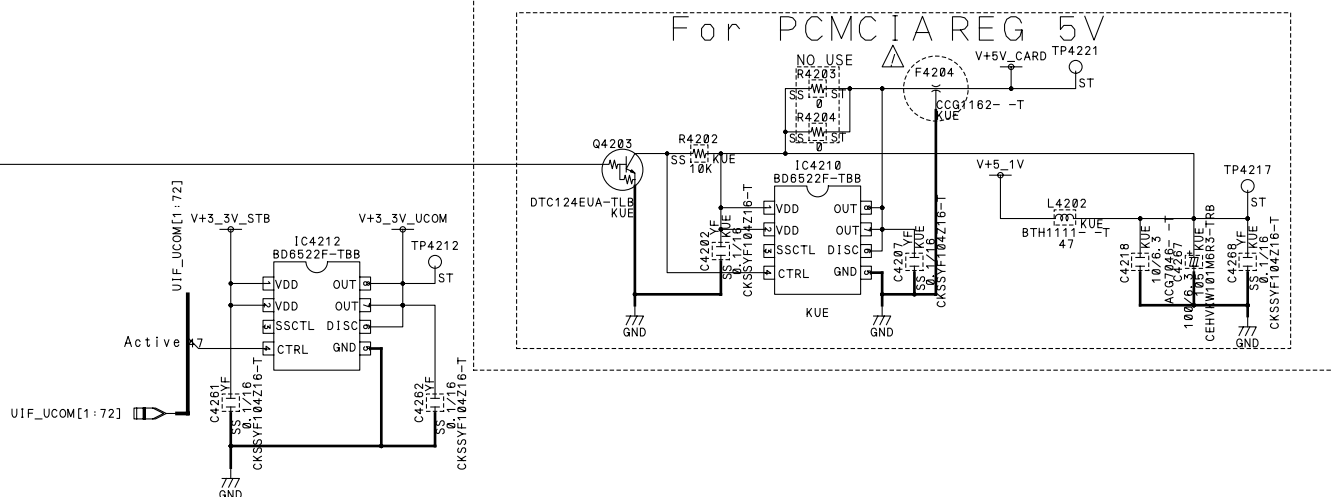 For PCMCIA REG 5V
NO USE
R4203
SS ST
0
R4204
SS ST
0
F4204
CCG1162- -T
KUE
V+5V_CARD
TP4221
ST
Q4203
DTC124EUA-TLB
KUE
R4202
SS KUE
10K
IC4210
BD6522F-TBB
1 VDD OUT 8
2 VDD OUT 7
3 SSCTL DISC 6
4 CTRL GND 5
KUE
C4202 YF KUE
SS 0.1/16
CKSSYF104Z16-T
C4207 YF
SS 0.1/16
CKSSYF104Z16-T
GND
GND
V+5_1V
L4202
KUE
BTH1111- -T
47
TP4217
ST
C4218 KUE
10/6.3
ACG7046- -T
C4267 KUE
100/6.3 105
CEHVKW101M6R3-TRB
C4268 YF KUE
SS 0.1/16
CKSSYF104Z16-T
GND
UIF_UCOM[1:72]
V+3_3V_STB
V+3_3V_UCOM
TP4212
ST
IC4212
BD6522F-TBB
1 VDD OUT 8
2 VDD OUT 7
3 SSCTL DISC 6
4 CTRL GND 5
Active 47
C4261 YF
SS 0.1/16
CKSSYF104Z16-T
C4262 YF
SS 0.1/16
CKSSYF104Z16-T
UIF_UCOM[1:72]
GND